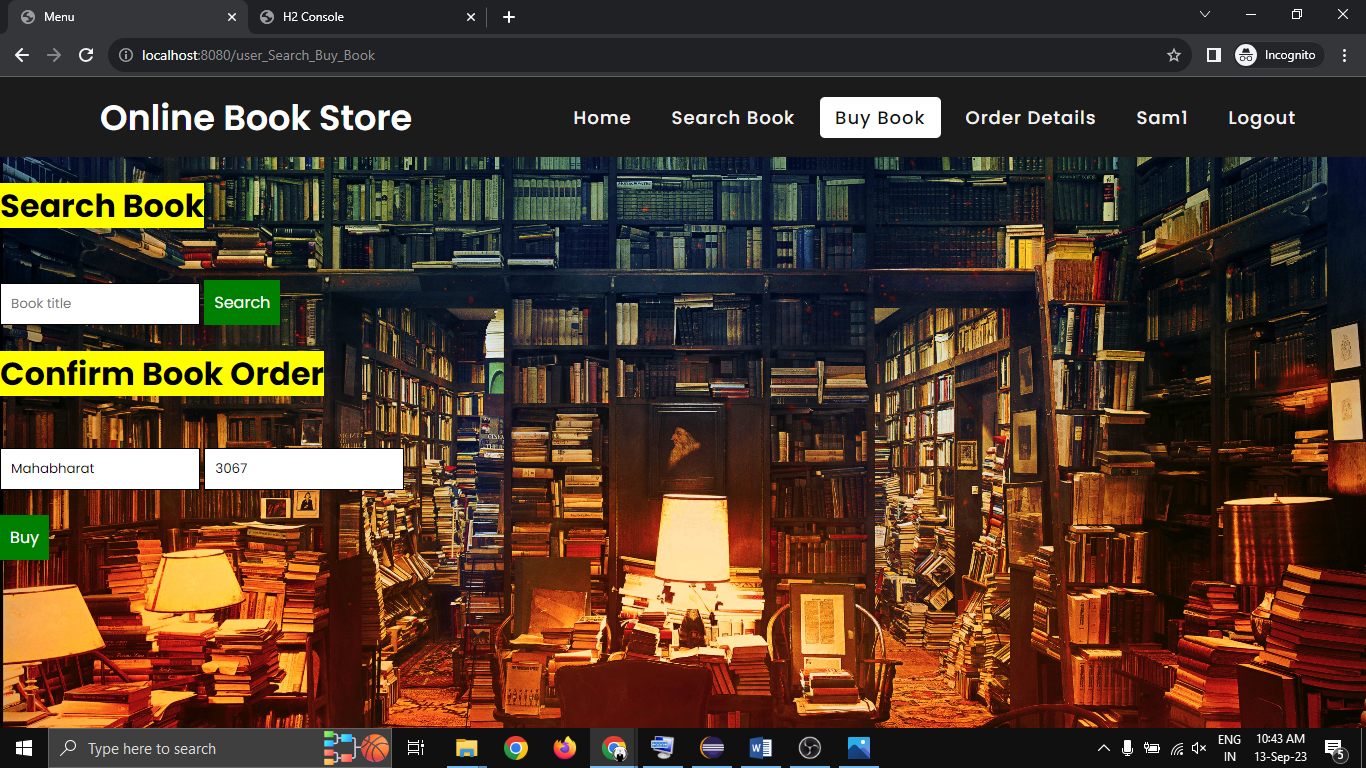 Menu
H2 Console
localhost:8080/user_Search_Buy_Book
Incognito
Online Book Store
Home
Search Book
Buy Book
Order Details
Sam1
Logout
Search Book
Book title
Search
Confirm Book Order
Mahabharat
3067
Buy
Type here to search
ENG
IN
10:43 AM
13-Sep-23
5